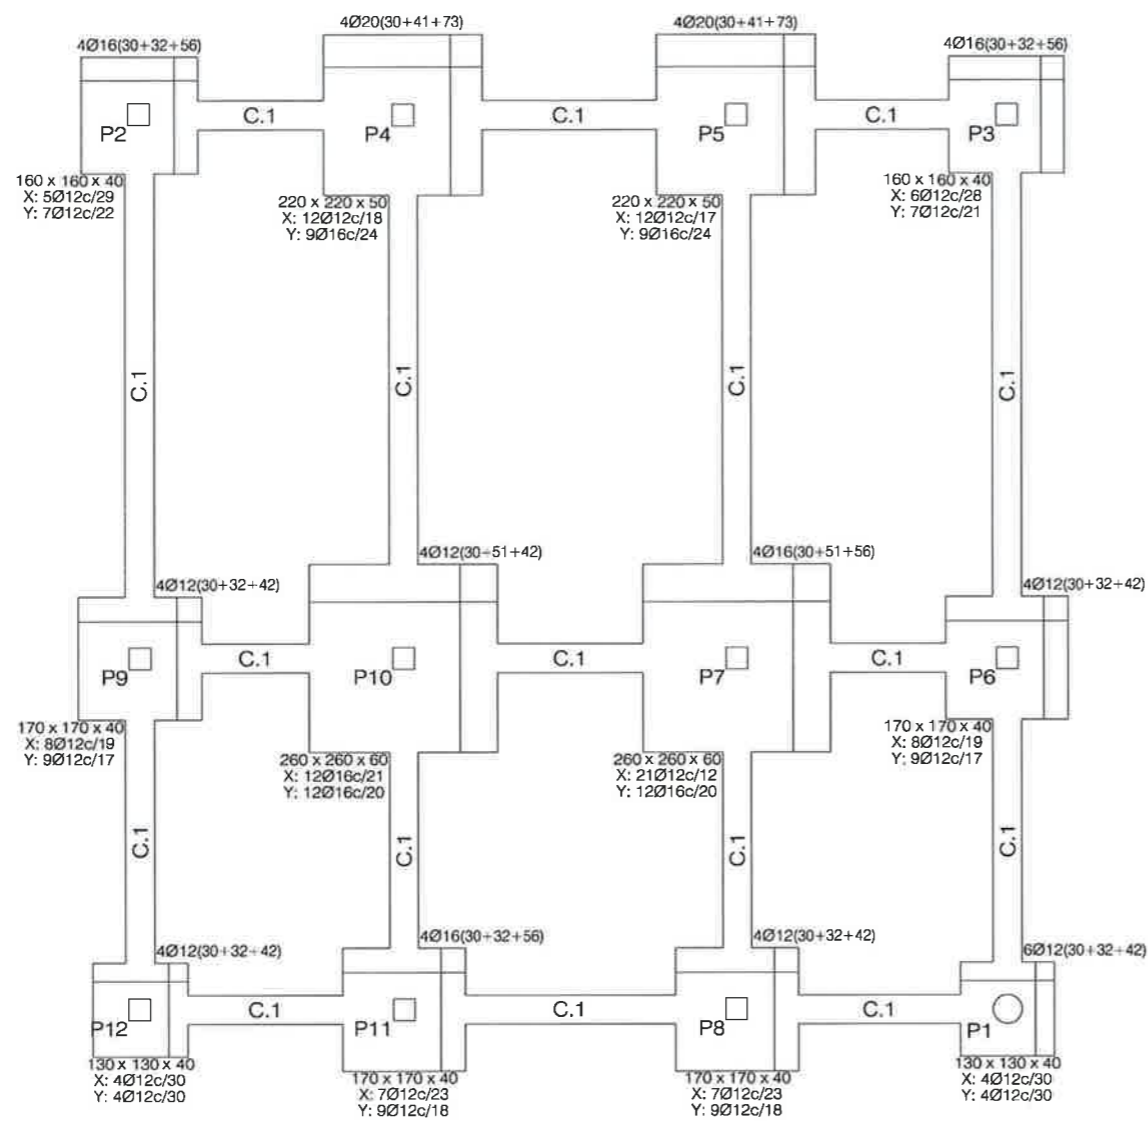 4Ø16(30+32+56)
4Ø20(30+41+73)
4Ø20(30+41+73)
4Ø16(30+32+56)
P2
C.1
P4
C.1
P5
C.1
P3
160 x 160 x 40
X: 5Ø12c/29
Y: 7Ø12c/22
220 x 220 x 50
X: 12Ø12c/18
Y: 9Ø16c/24
220 x 220 x 50
X: 12Ø12c/17
Y: 9Ø16c/24
160 x 160 x 40
X: 6Ø12c/28
Y: 7Ø12c/21
C.1
C.1
C.1
C.1
4Ø12(30+32+42)
4Ø12(30+51+42)
4Ø16(30+51+56)
4Ø12(30+32+42)
P9
C.1
P10
C.1
P7
C.1
P6
170 x 170 x 40
X: 8Ø12c/19
Y: 9Ø12c/17
260 x 260 x 60
X: 12Ø16c/21
Y: 12Ø16c/20
260 x 260 x 60
X: 21Ø12c/12
Y: 12Ø16c/20
170 x 170 x 40
X: 8Ø12c/19
Y: 9Ø12c/17
C.1
C.1
C.1
C.1
4Ø12(30+32+42)
4Ø16(30+32+56)
4Ø12(30+32+42)
6Ø12(30+32+42)
P12
C.1
P11
C.1
P8
C.1
P1
130 x 130 x 40
X: 4Ø12c/30
Y: 4Ø12c/30
170 x 170 x 40
X: 7Ø12c/23
Y: 9Ø12c/18
170 x 170 x 40
X: 7Ø12c/23
Y: 9Ø12c/18
130 x 130 x 40
X: 4Ø12c/30
Y: 4Ø12c/30